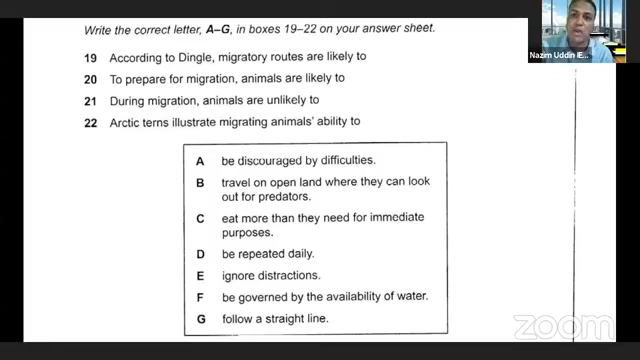 Write the correct letter, A–G, in boxes 19–22 on your answer sheet.
19 According to Dingle, migratory routes are likely to
20 To prepare for migration, animals are likely to
21 During migration, animals are unlikely to
22 Arctic terns illustrate migrating animals' ability to
A be discouraged by difficulties.
B travel on open land where they can look
out for predators.
C eat more than they need for immediate
purposes.
D be repeated daily.
E ignore distractions.
F be governed by the availability of water.
G follow a straight line.
Nazim Uddin IE...
zoom